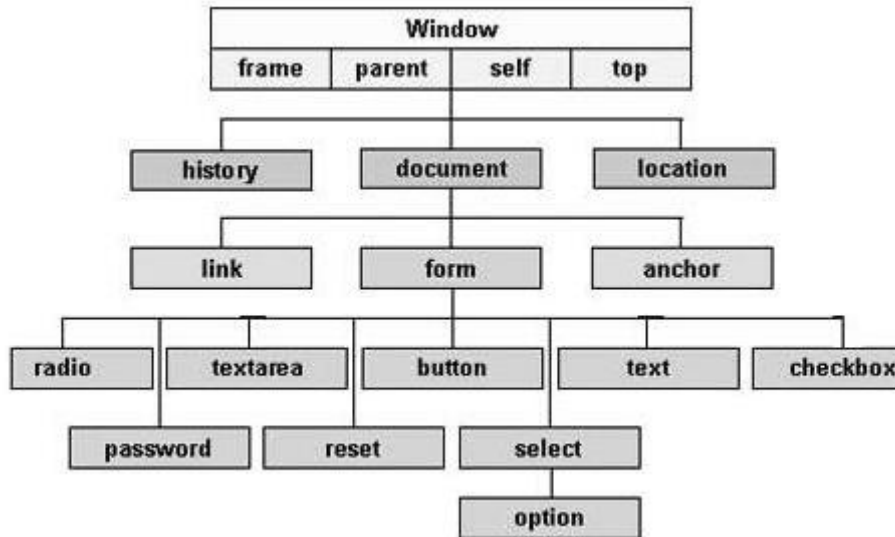 Window
frame parent self top
history document location
link form anchor
radio textarea button text checkbox
password reset select
option